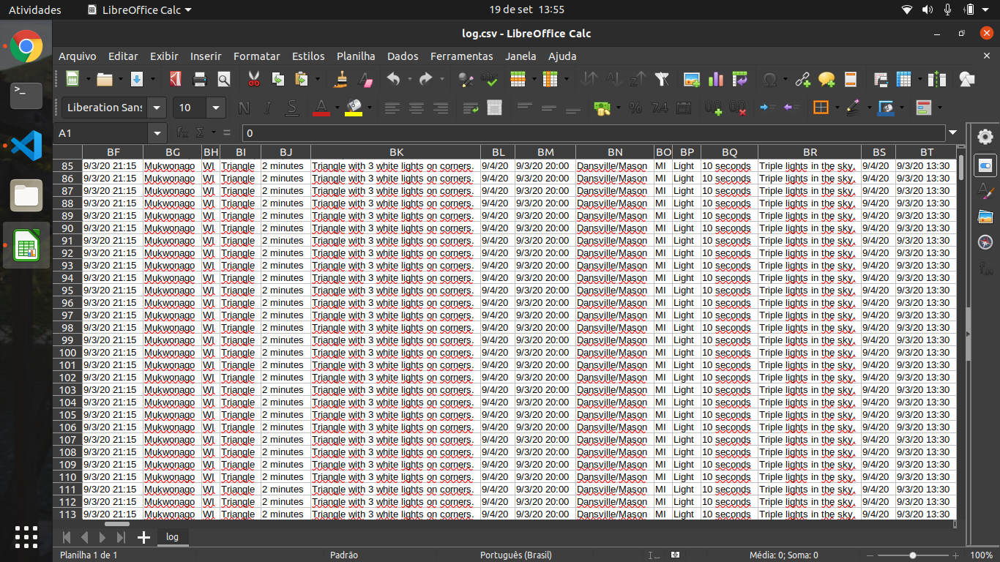 Atividades LibreOffice Calc 19 de set 13:55
log.csv - LibreOffice Calc
Arquivo Editar Exibir Inserir Formatar Estilos Planilha Dados Ferramentas Janela Ajuda
Liberation Sans 10
A1 0
BF BG BH BI BJ BK BL BM BN BO BP BQ BR BS BT
85 9/3/20 21:15 Mukwonago WI Triangle 2 minutes Triangle with 3 white lights on corners. 9/4/20 9/3/20 20:00 Dansville/Mason MI Light 10 seconds Triple lights in the sky. 9/4/20 9/3/20 13:30
86 9/3/20 21:15 Mukwonago WI Triangle 2 minutes Triangle with 3 white lights on corners. 9/4/20 9/3/20 20:00 Dansville/Mason MI Light 10 seconds Triple lights in the sky. 9/4/20 9/3/20 13:30
87 9/3/20 21:15 Mukwonago WI Triangle 2 minutes Triangle with 3 white lights on corners. 9/4/20 9/3/20 20:00 Dansville/Mason MI Light 10 seconds Triple lights in the sky. 9/4/20 9/3/20 13:30
88 9/3/20 21:15 Mukwonago WI Triangle 2 minutes Triangle with 3 white lights on corners. 9/4/20 9/3/20 20:00 Dansville/Mason MI Light 10 seconds Triple lights in the sky. 9/4/20 9/3/20 13:30
89 9/3/20 21:15 Mukwonago WI Triangle 2 minutes Triangle with 3 white lights on corners. 9/4/20 9/3/20 20:00 Dansville/Mason MI Light 10 seconds Triple lights in the sky. 9/4/20 9/3/20 13:30
90 9/3/20 21:15 Mukwonago WI Triangle 2 minutes Triangle with 3 white lights on corners. 9/4/20 9/3/20 20:00 Dansville/Mason MI Light 10 seconds Triple lights in the sky. 9/4/20 9/3/20 13:30
91 9/3/20 21:15 Mukwonago WI Triangle 2 minutes Triangle with 3 white lights on corners. 9/4/20 9/3/20 20:00 Dansville/Mason MI Light 10 seconds Triple lights in the sky. 9/4/20 9/3/20 13:30
92 9/3/20 21:15 Mukwonago WI Triangle 2 minutes Triangle with 3 white lights on corners. 9/4/20 9/3/20 20:00 Dansville/Mason MI Light 10 seconds Triple lights in the sky. 9/4/20 9/3/20 13:30
93 9/3/20 21:15 Mukwonago WI Triangle 2 minutes Triangle with 3 white lights on corners. 9/4/20 9/3/20 20:00 Dansville/Mason MI Light 10 seconds Triple lights in the sky. 9/4/20 9/3/20 13:30
94 9/3/20 21:15 Mukwonago WI Triangle 2 minutes Triangle with 3 white lights on corners. 9/4/20 9/3/20 20:00 Dansville/Mason MI Light 10 seconds Triple lights in the sky. 9/4/20 9/3/20 13:30
95 9/3/20 21:15 Mukwonago WI Triangle 2 minutes Triangle with 3 white lights on corners. 9/4/20 9/3/20 20:00 Dansville/Mason MI Light 10 seconds Triple lights in the sky. 9/4/20 9/3/20 13:30
96 9/3/20 21:15 Mukwonago WI Triangle 2 minutes Triangle with 3 white lights on corners. 9/4/20 9/3/20 20:00 Dansville/Mason MI Light 10 seconds Triple lights in the sky. 9/4/20 9/3/20 13:30
97 9/3/20 21:15 Mukwonago WI Triangle 2 minutes Triangle with 3 white lights on corners. 9/4/20 9/3/20 20:00 Dansville/Mason MI Light 10 seconds Triple lights in the sky. 9/4/20 9/3/20 13:30
98 9/3/20 21:15 Mukwonago WI Triangle 2 minutes Triangle with 3 white lights on corners. 9/4/20 9/3/20 20:00 Dansville/Mason MI Light 10 seconds Triple lights in the sky. 9/4/20 9/3/20 13:30
99 9/3/20 21:15 Mukwonago WI Triangle 2 minutes Triangle with 3 white lights on corners. 9/4/20 9/3/20 20:00 Dansville/Mason MI Light 10 seconds Triple lights in the sky. 9/4/20 9/3/20 13:30
100 9/3/20 21:15 Mukwonago WI Triangle 2 minutes Triangle with 3 white lights on corners. 9/4/20 9/3/20 20:00 Dansville/Mason MI Light 10 seconds Triple lights in the sky. 9/4/20 9/3/20 13:30
101 9/3/20 21:15 Mukwonago WI Triangle 2 minutes Triangle with 3 white lights on corners. 9/4/20 9/3/20 20:00 Dansville/Mason MI Light 10 seconds Triple lights in the sky. 9/4/20 9/3/20 13:30
102 9/3/20 21:15 Mukwonago WI Triangle 2 minutes Triangle with 3 white lights on corners. 9/4/20 9/3/20 20:00 Dansville/Mason MI Light 10 seconds Triple lights in the sky. 9/4/20 9/3/20 13:30
103 9/3/20 21:15 Mukwonago WI Triangle 2 minutes Triangle with 3 white lights on corners. 9/4/20 9/3/20 20:00 Dansville/Mason MI Light 10 seconds Triple lights in the sky. 9/4/20 9/3/20 13:30
104 9/3/20 21:15 Mukwonago WI Triangle 2 minutes Triangle with 3 white lights on corners. 9/4/20 9/3/20 20:00 Dansville/Mason MI Light 10 seconds Triple lights in the sky. 9/4/20 9/3/20 13:30
105 9/3/20 21:15 Mukwonago WI Triangle 2 minutes Triangle with 3 white lights on corners. 9/4/20 9/3/20 20:00 Dansville/Mason MI Light 10 seconds Triple lights in the sky. 9/4/20 9/3/20 13:30
106 9/3/20 21:15 Mukwonago WI Triangle 2 minutes Triangle with 3 white lights on corners. 9/4/20 9/3/20 20:00 Dansville/Mason MI Light 10 seconds Triple lights in the sky. 9/4/20 9/3/20 13:30
107 9/3/20 21:15 Mukwonago WI Triangle 2 minutes Triangle with 3 white lights on corners. 9/4/20 9/3/20 20:00 Dansville/Mason MI Light 10 seconds Triple lights in the sky. 9/4/20 9/3/20 13:30
108 9/3/20 21:15 Mukwonago WI Triangle 2 minutes Triangle with 3 white lights on corners. 9/4/20 9/3/20 20:00 Dansville/Mason MI Light 10 seconds Triple lights in the sky. 9/4/20 9/3/20 13:30
109 9/3/20 21:15 Mukwonago WI Triangle 2 minutes Triangle with 3 white lights on corners. 9/4/20 9/3/20 20:00 Dansville/Mason MI Light 10 seconds Triple lights in the sky. 9/4/20 9/3/20 13:30
110 9/3/20 21:15 Mukwonago WI Triangle 2 minutes Triangle with 3 white lights on corners. 9/4/20 9/3/20 20:00 Dansville/Mason MI Light 10 seconds Triple lights in the sky. 9/4/20 9/3/20 13:30
111 9/3/20 21:15 Mukwonago WI Triangle 2 minutes Triangle with 3 white lights on corners. 9/4/20 9/3/20 20:00 Dansville/Mason MI Light 10 seconds Triple lights in the sky. 9/4/20 9/3/20 13:30
112 9/3/20 21:15 Mukwonago WI Triangle 2 minutes Triangle with 3 white lights on corners. 9/4/20 9/3/20 20:00 Dansville/Mason MI Light 10 seconds Triple lights in the sky. 9/4/20 9/3/20 13:30
113 9/3/20 21:15 Mukwonago WI Triangle 2 minutes Triangle with 3 white lights on corners. 9/4/20 9/3/20 20:00 Dansville/Mason MI Light 10 seconds Triple lights in the sky. 9/4/20 9/3/20 13:30
log
Planilha 1 de 1 Padrão Português (Brasil) Média: 0; Soma: 0 100%